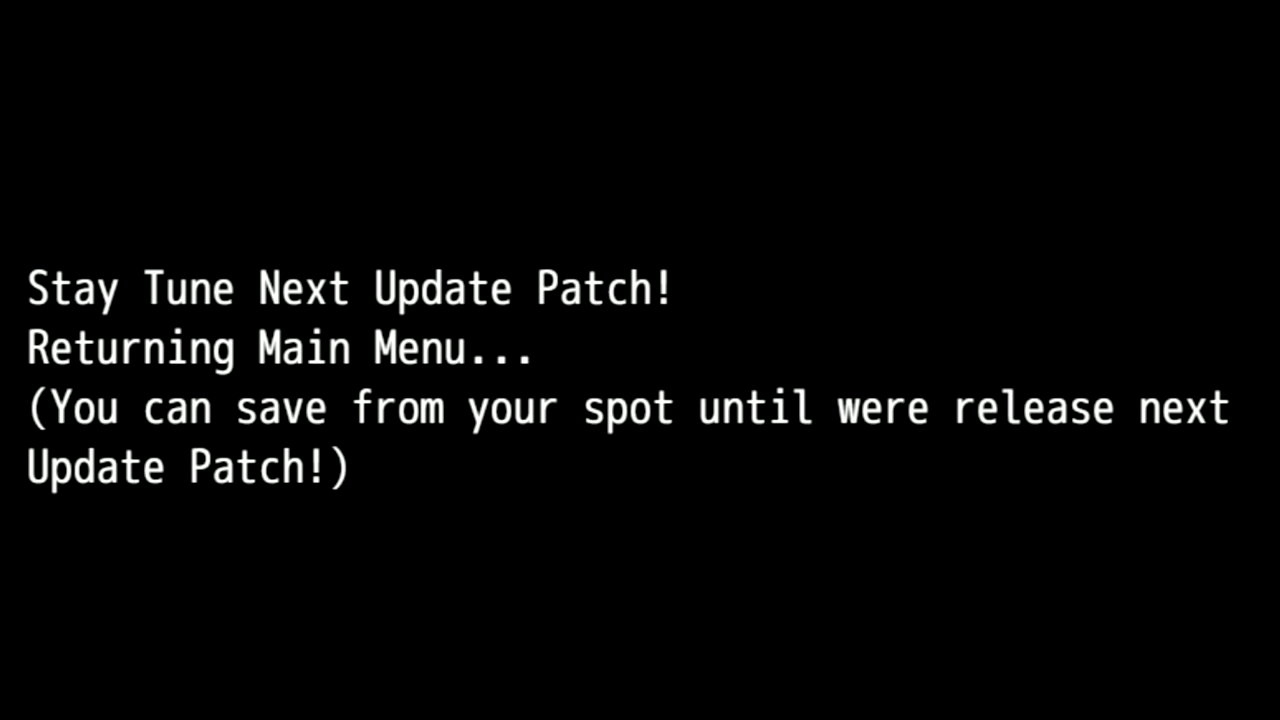 Stay Tune Next Update Patch!
Returning Main Menu...
(You can save from your spot until were release next
Update Patch!)